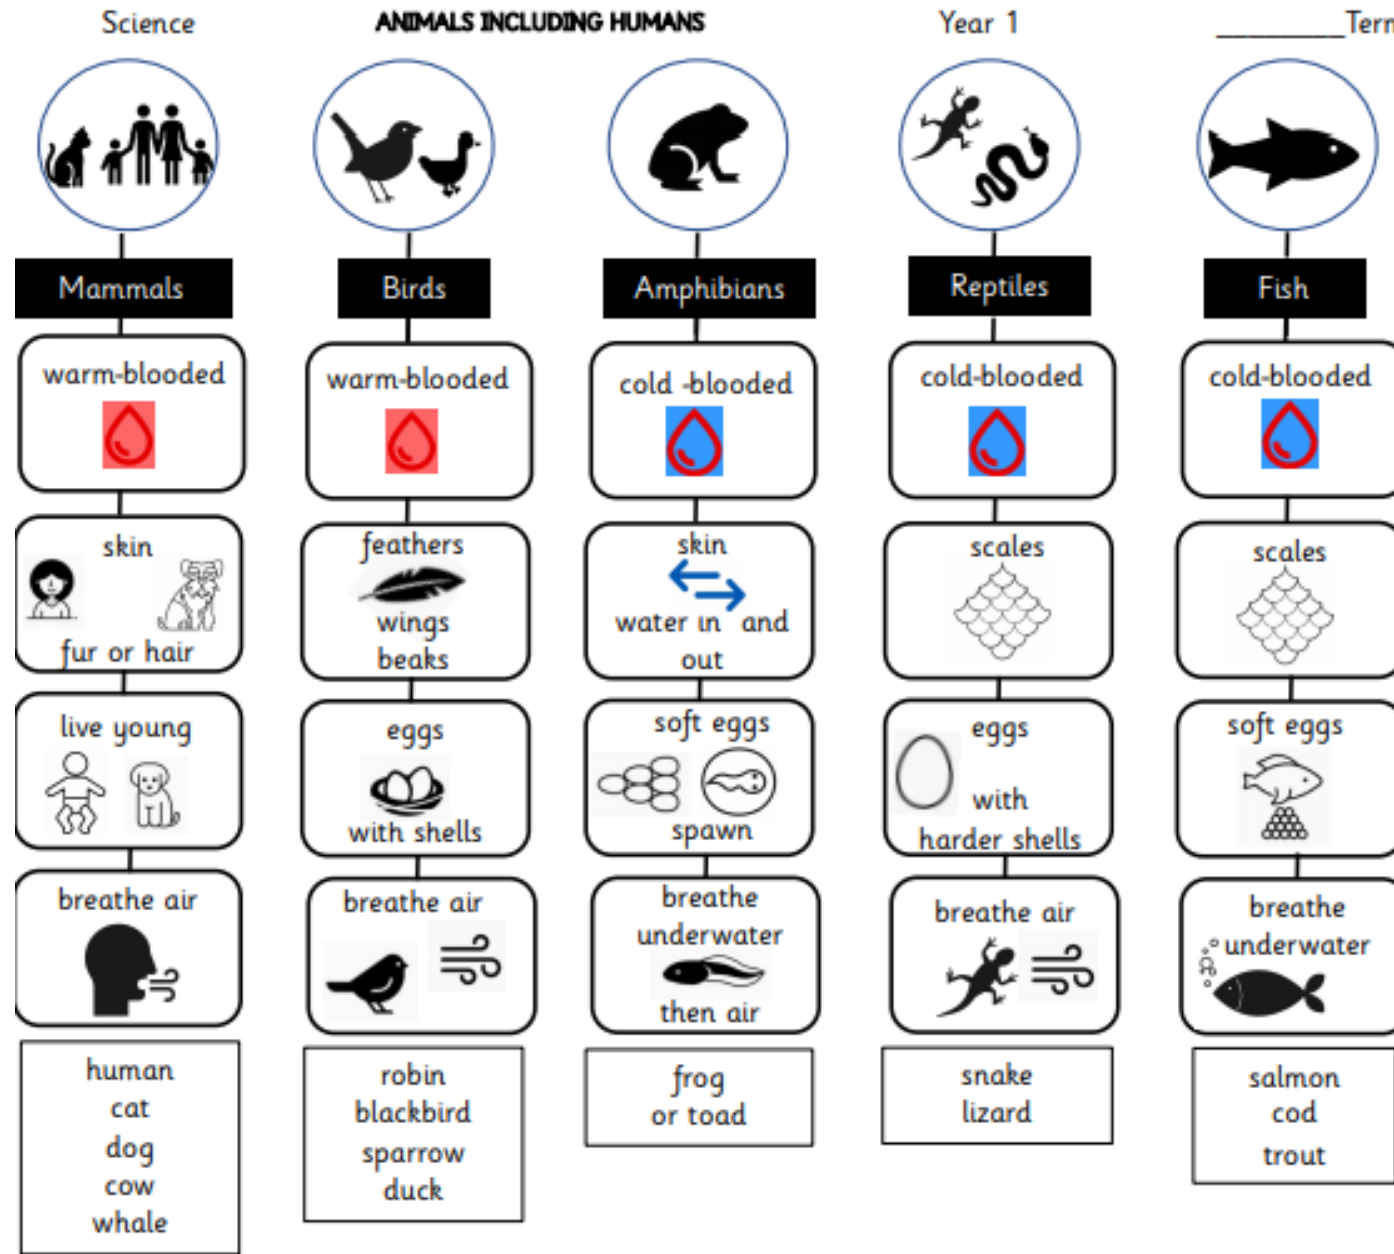 Science ANIMALS INCLUDING HUMANS Year 1 ________Tern
Mammals
warm-blooded
skin
fur or hair
live young
breathe air
human
cat
dog
cow
whale
Birds
warm-blooded
feathers
wings
beaks
eggs
with shells
breathe air
robin
blackbird
sparrow
duck
Amphibians
cold -blooded
skin
water in and
out
soft eggs
spawn
breathe
underwater
then air
frog
or toad
Reptiles
cold-blooded
scales
eggs
with
harder shells
breathe air
snake
lizard
Fish
cold-blooded
scales
soft eggs
breathe
underwater
salmon
cod
trout